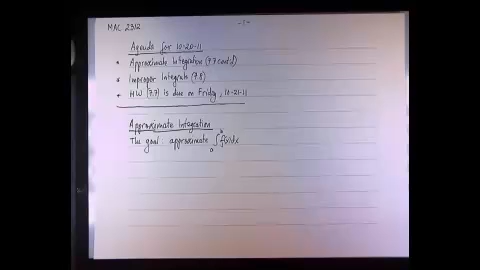 MAC 2312
-1-
Agenda for 10-20-11
* Approximate Integration (7.7 cont'd)
* Improper Integrals (7.8)
* HW (7.7) is due on Friday, 10-21-11
Approximate Integration
The goal: approximate ∫ₐᵇ f(x)dx